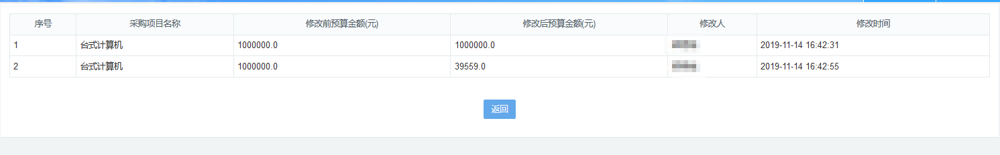 序号 采购项目名称 修改前预算金额(元) 修改后预算金额(元) 修改人 修改时间
1 台式计算机 1000000.0 1000000.0 2019-11-14 16:42:31
2 台式计算机 1000000.0 39559.0 2019-11-14 16:42:55
返回